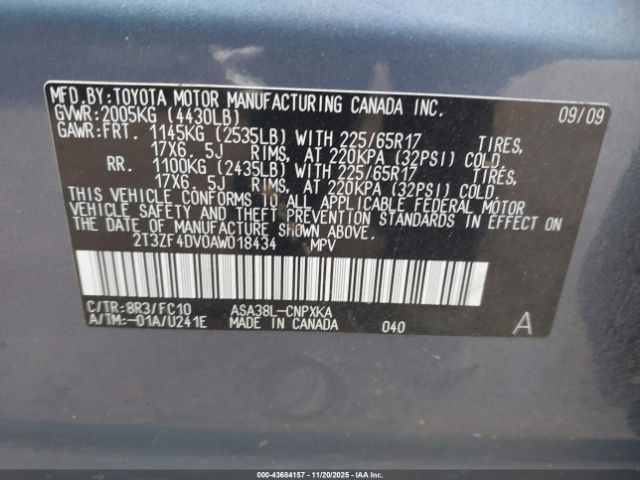 MFD.BY:TOYOTA MOTOR MANUFACTURING CANADA INC.
GVWR:2005KG (4430LB) 09/09
GAWR:FRT. 1145KG (2535LB) WITH 225/65R17 TIRES,
17X6. 5J RIMS, AT 220KPA (32PSI) COLD.
RR. 1100KG (2435LB) WITH 225/65R17 TIRES,
17X6. 5J RIMS, AT 220KPA (32PSI) COLD.
THIS VEHICLE CONFORMS TO ALL APPLICABLE FEDERAL MOTOR
VEHICLE SAFETY AND THEFT PREVENTION STANDARDS IN EFFECT ON
THE DATE OF MANUFACTURE SHOWN ABOVE.
2T3ZF4DV0AW018434 MPV
C/TR:8R3/FC10 ASA38L-CNPXKA
A/TM:-01A/U241E MADE IN CANADA 040 A
000-43684157 - 11/20/2025 - COPYRIGHT IAA, LLC.